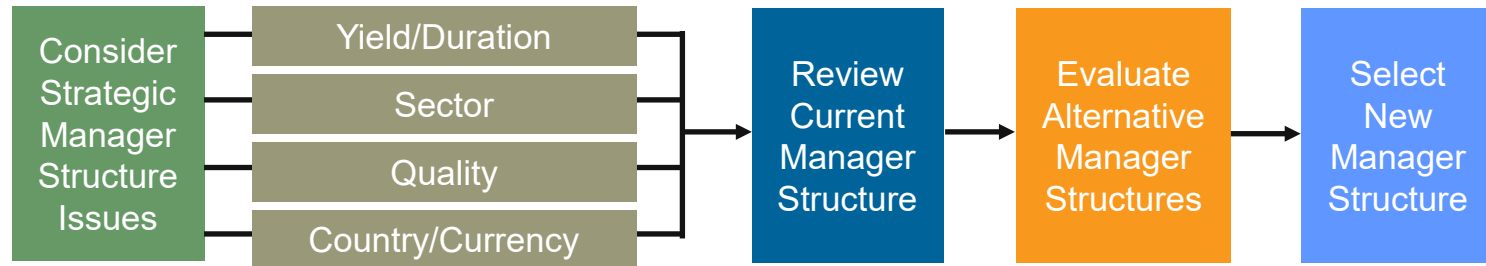 Consider
Strategic
Manager
Structure
Issues
Yield/Duration
Sector
Quality
Country/Currency
Review
Current
Manager
Structure
Evaluate
Alternative
Manager
Structures
Select
New
Manager
Structure